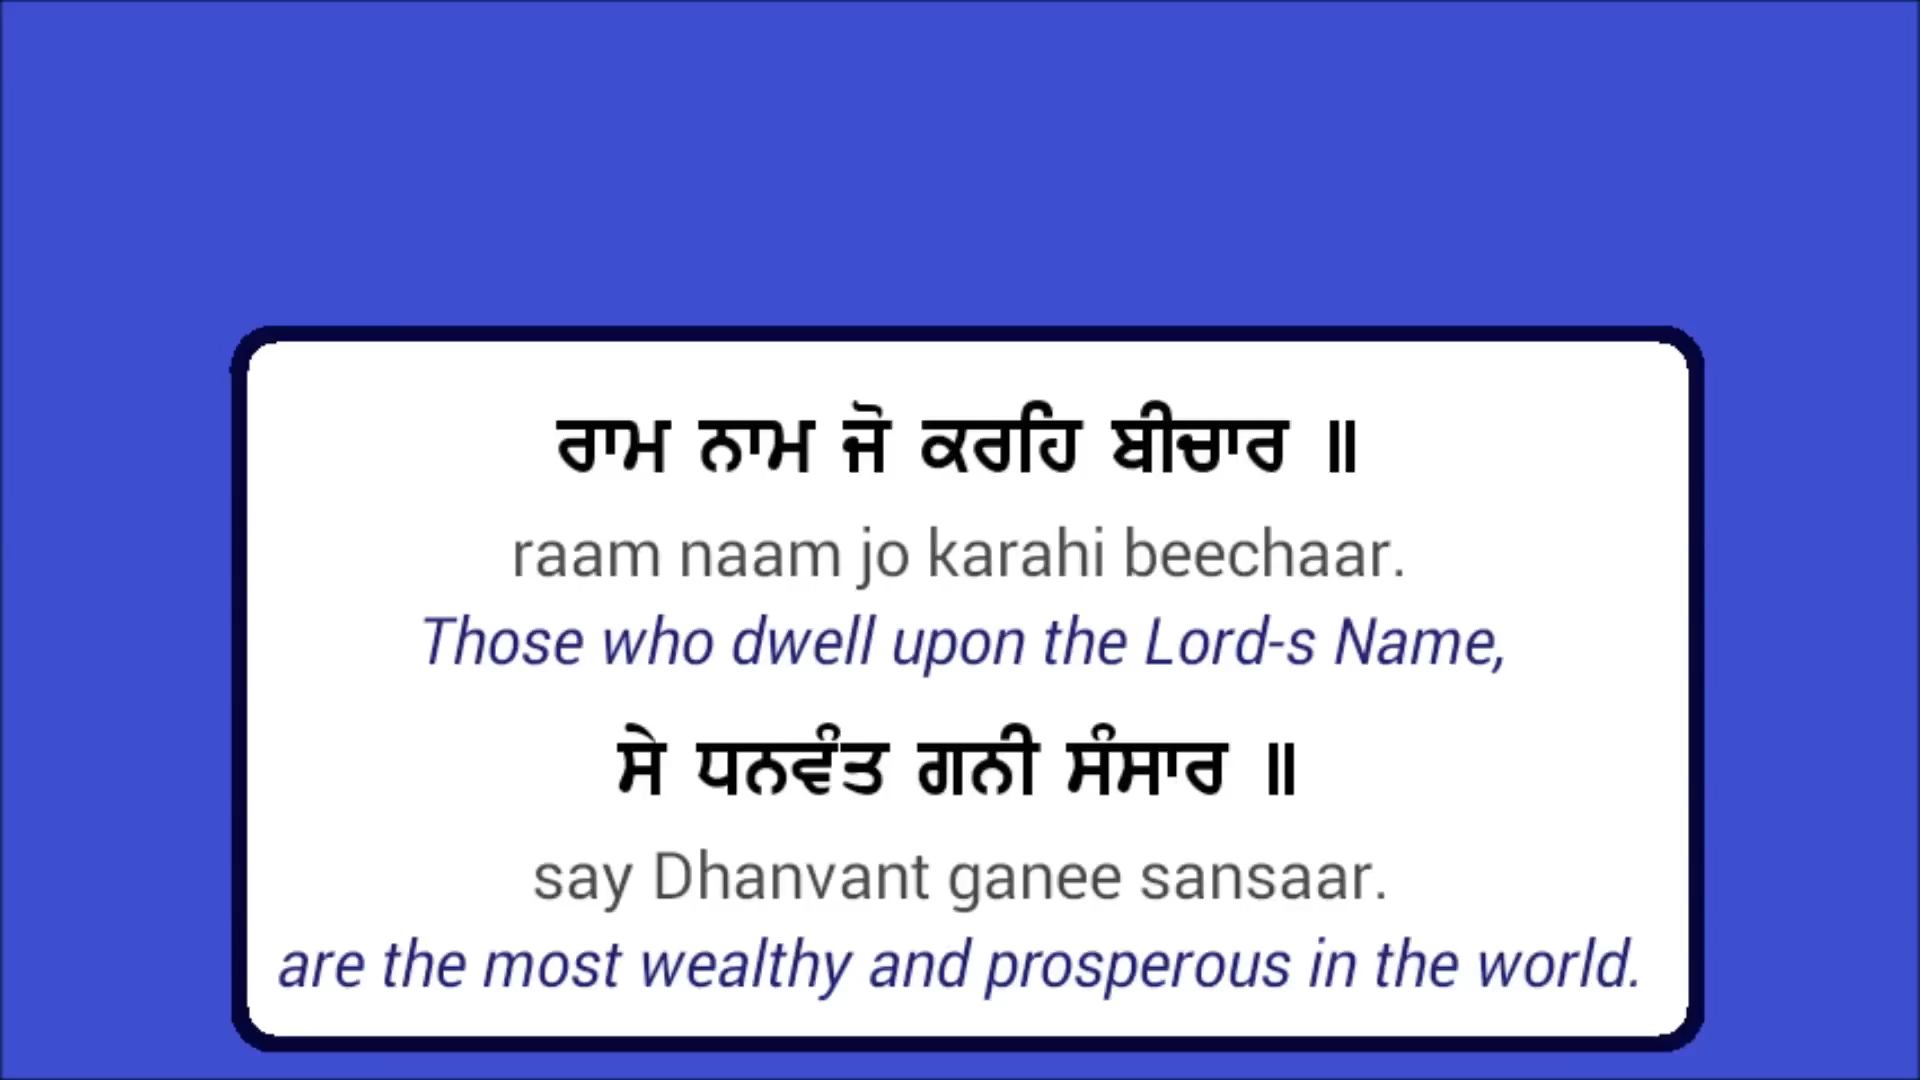 ਰਾਮ ਨਾਮ ਜੋ ਕਰਹਿ ਬੀਚਾਰ ॥
raam naam jo karahi beechaar.
Those who dwell upon the Lord-s Name,
ਸੇ ਧਨਵੰਤ ਗਨੀ ਸੰਸਾਰ ॥
say Dhanvant ganee sansaar.
are the most wealthy and prosperous in the world.